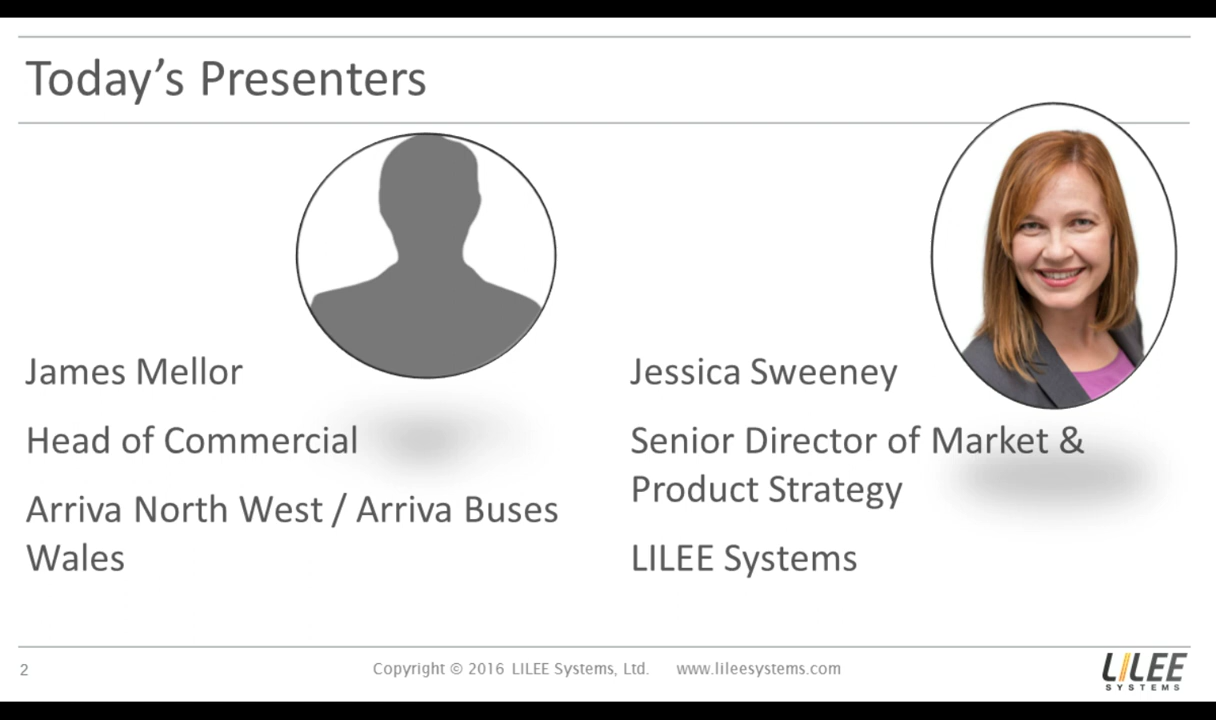 Today's Presenters
James Mellor
Head of Commercial
Arriva North West / Arriva Buses
Wales
Jessica Sweeney
Senior Director of Market &
Product Strategy
LILEE Systems
2
Copyright © 2016 LILEE Systems, Ltd. www.lileesystems.com
LILEE
SYSTEMS